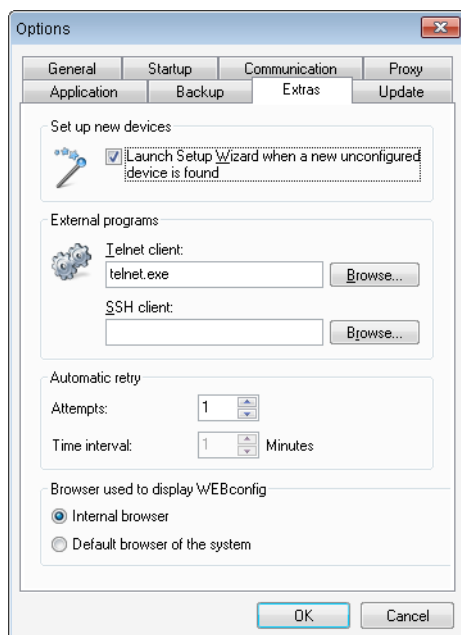 Options
General Startup Communication Proxy
Application Backup Extras Update
Set up new devices
Launch Setup Wizard when a new unconfigured
device is found
External programs
Telnet client:
telnet.exe Browse...
SSH client:
Browse...
Automatic retry
Attempts: 1
Time interval: 1 Minutes
Browser used to display WEBconfig
Internal browser
Default browser of the system
OK Cancel